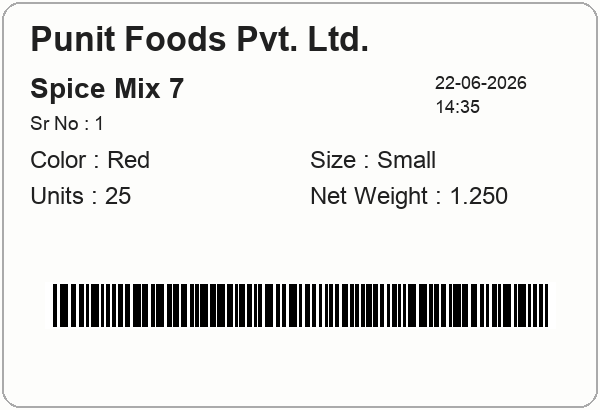 Punit Foods Pvt. Ltd.
Spice Mix 7
22-06-2026
14:35
Sr No : 1
Color : Red
Size : Small
Units : 25
Net Weight : 1.250